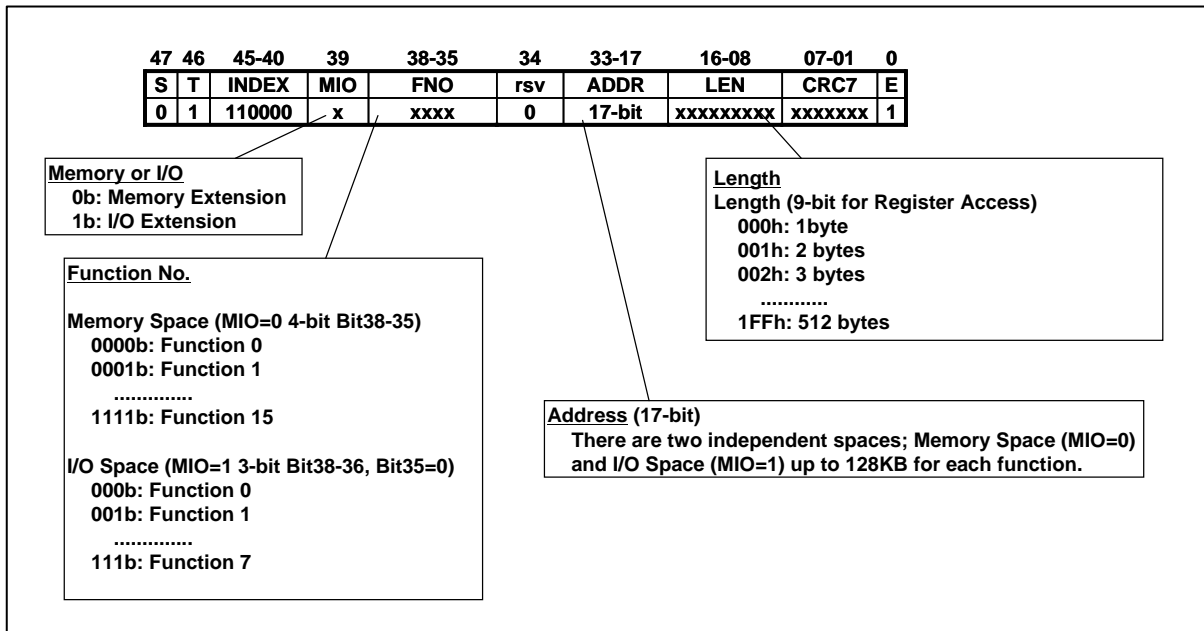 47 46 45-40 39 38-35 34 33-17 16-08 07-01 0
S T INDEX MIO FNO rsv ADDR LEN CRC7 E
0 1 110000 x xxxx 0 17-bit xxxxxxxxx xxxxxxx 1
Memory or I/O
0b: Memory Extension
1b: I/O Extension
Function No.
Memory Space (MIO=0 4-bit Bit38-35)
0000b: Function 0
0001b: Function 1
..............
1111b: Function 15
I/O Space (MIO=1 3-bit Bit38-36, Bit35=0)
000b: Function 0
001b: Function 1
..............
111b: Function 7
Length
Length (9-bit for Register Access)
000h: 1byte
001h: 2 bytes
002h: 3 bytes
............
1FFh: 512 bytes
Address (17-bit)
There are two independent spaces; Memory Space (MIO=0)
and I/O Space (MIO=1) up to 128KB for each function.